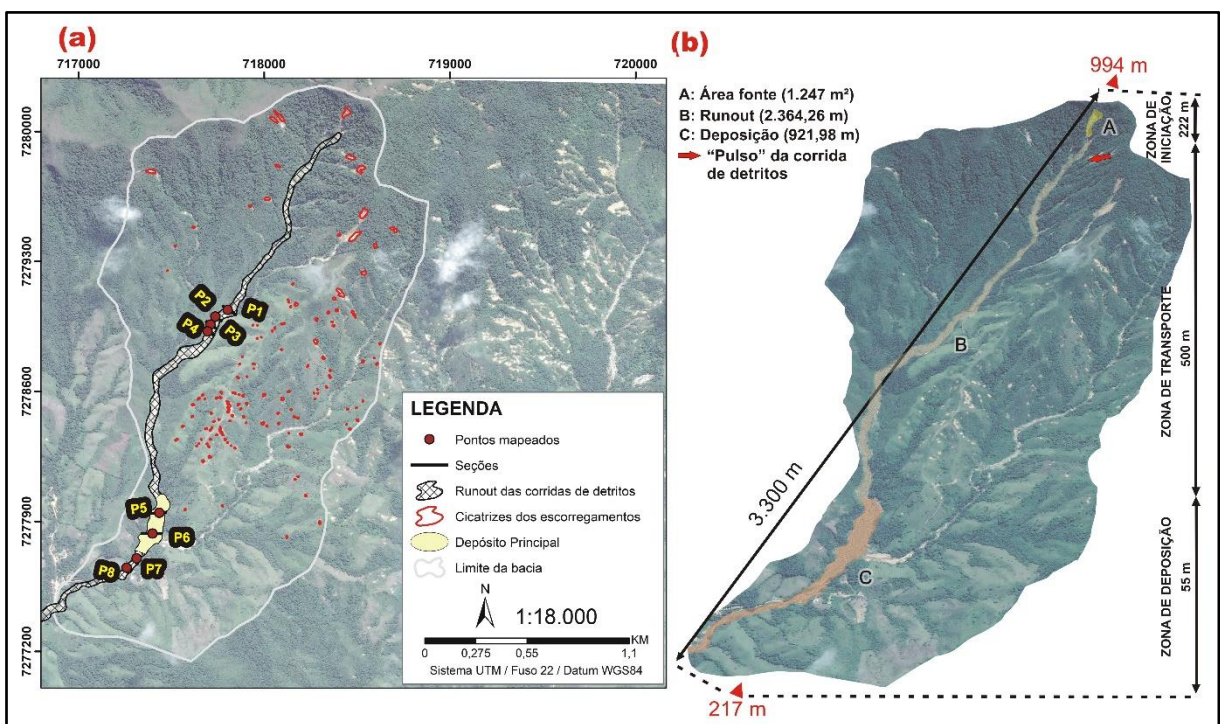 (a)
717000
718000
719000
720000
7280000
7279300
7278600
7277900
7277200
P2
P1
P4
P3
P5
P6
P8
P7
LEGENDA
Pontos mapeados
Seções
Runout das corridas de detritos
Cicatrizes dos escorregamentos
Depósito Principal
Limite da bacia
N
1:18.000
KM
0 0,275 0,55 1,1
Sistema UTM / Fuso 22 / Datum WGS84
(b)
994 m
A: Área fonte (1.247 m²)
B: Runout (2.364,26 m)
C: Deposição (921,98 m)
"Pulso" da corrida
de detritos
A
B
C
3.300 m
217 m
ZONA DE
INICIAÇÃO
222 m
ZONA DE TRANSPORTE
500 m
ZONA DE DEPOSIÇÃO
55 m